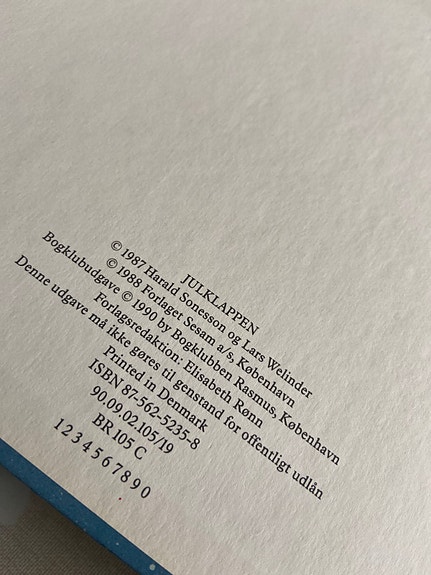 JULKLAPPEN
© 1987 Harald Sonesson og Lars Welinder
© 1988 Forlaget Sesam a/s, København
Bogklubudgave © 1990 by Bogklubben Rasmus, København
Forlagsredaktion: Elisabeth Rønn
Denne udgave må ikke gøres til genstand for offentligt udlån
Printed in Denmark
ISBN 87-562-5235-8
90.09.02.105/19
BR 105 C
1 2 3 4 5 6 7 8 9 0